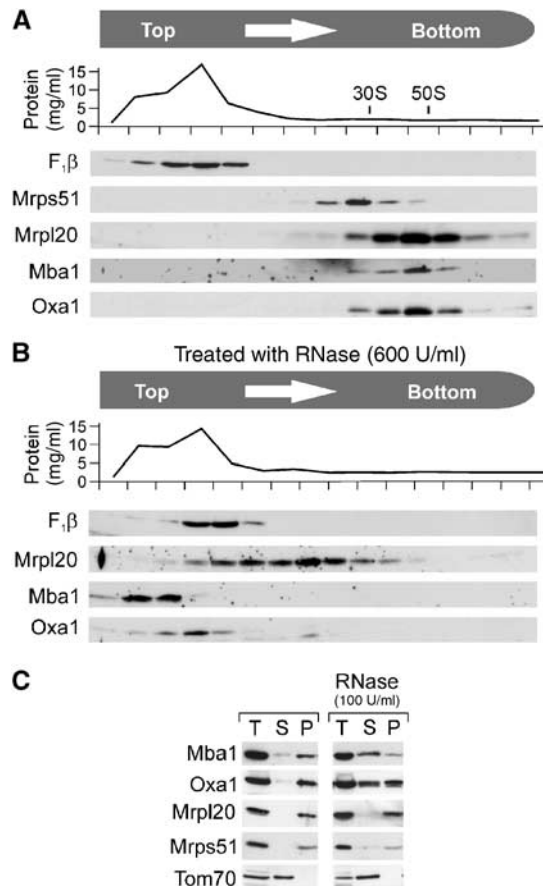 A
Top
Bottom
Protein
(mg/ml)
15
10
5
0
30S
50S
F₁β
Mrps51
Mrpl20
Mba1
Oxa1
B
Treated with RNase (600 U/ml)
Top
Bottom
Protein
(mg/ml)
15
10
5
0
F₁β
Mrpl20
Mba1
Oxa1
C
RNase
(100 U/ml)
T S P T S P
Mba1
Oxa1
Mrpl20
Mrps51
Tom70